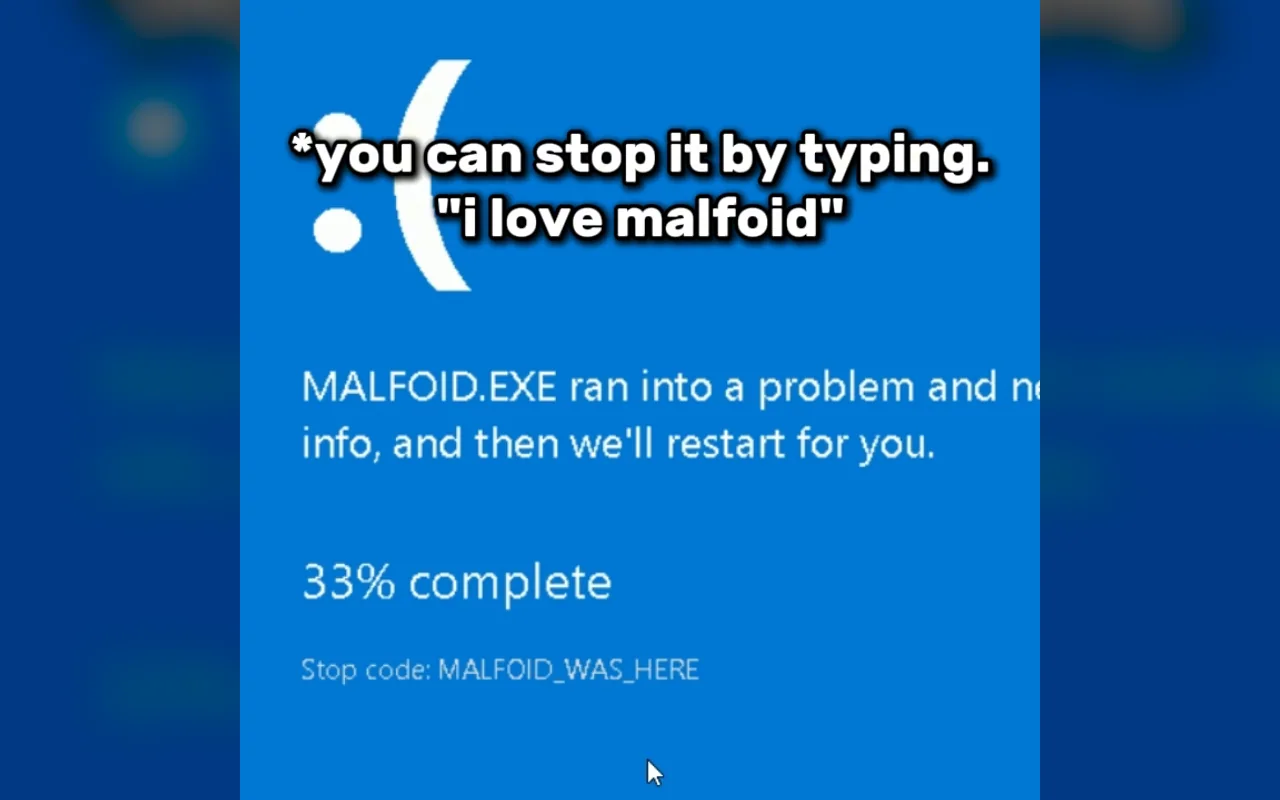 :(
*you can stop it by typing.
"i love malfoid"
MALFOID.EXE ran into a problem and
info, and then we'll restart for you.
33% complete
Stop code: MALFOID_WAS_HERE